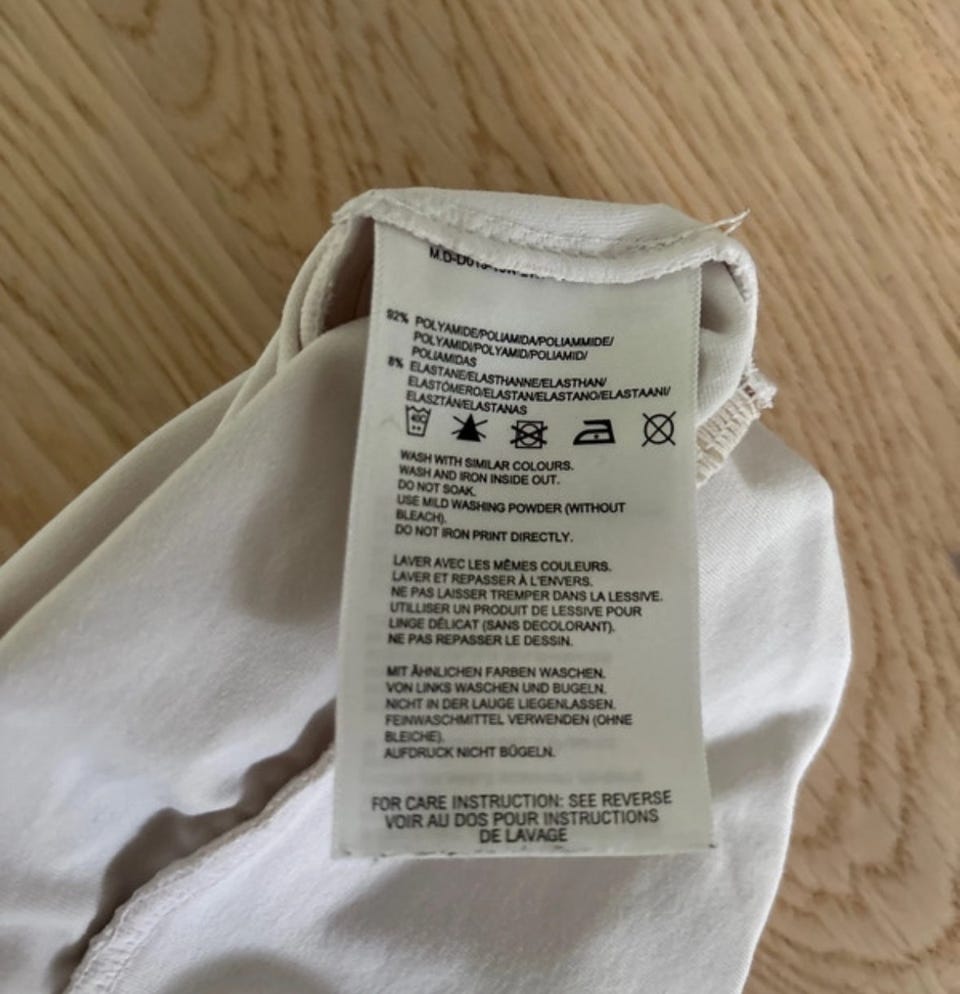 92% POLYAMIDE/POLIAMIDA/POLIAMMIDE/
POLYAMIDI/POLYAMID/POLIAMID/
POLIAMIDAS
8% ELASTANE/ELASTHANNE/ELASTHAN/
ELASTÓMERO/ELASTAN/ELASTANO/ELASTAANI/
ELASZTÁN/ELASTANAS
40C
WASH WITH SIMILAR COLOURS.
WASH AND IRON INSIDE OUT.
DO NOT SOAK.
USE MILD WASHING POWDER (WITHOUT
BLEACH).
DO NOT IRON PRINT DIRECTLY.
LAVER AVEC LES MÊMES COULEURS.
LAVER ET REPASSER À L'ENVERS.
NE PAS LAISSER TREMPER DANS LA LESSIVE.
UTILLISER UN PRODUIT DE LESSIVE POUR
LINGE DÉLICAT (SANS DECOLORANT).
NE PAS REPASSER LE DESSIN.
MIT ÄHNLICHEN FARBEN WASCHEN.
VON LINKS WASCHEN UND BUGELN.
NICHT IN DER LAUGE LIEGENLASSEN.
FEINWASCHMITTEL VERWENDEN (OHNE
BLEICHE).
AUFDRUCK NICHT BÜGELN.
FOR CARE INSTRUCTION: SEE REVERSE
VOIR AU DOS POUR INSTRUCTIONS
DE LAVAGE